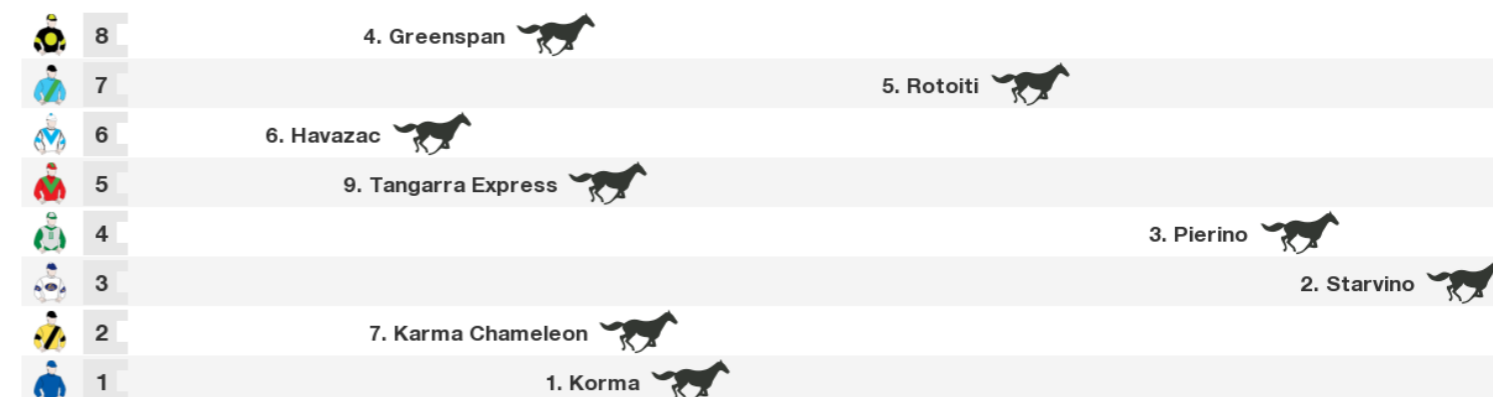 8 4. Greenspan
7 5. Rotoiti
6 6. Havazac
5 9. Tangarra Express
4 3. Pierino
3 2. Starvino
2 7. Karma Chameleon
1 1. Korma